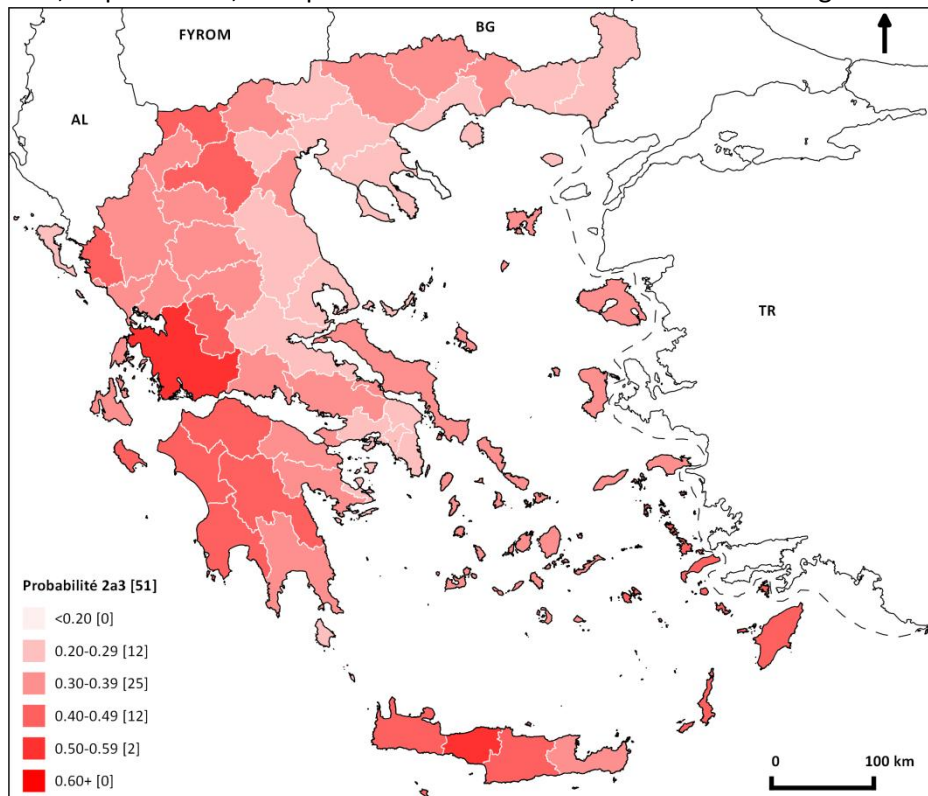 FYROM
BG
AL
TR
Probabilité 2a3 [51]
<0.20 [0]
0.20-0.29 [12]
0.30-0.39 [25]
0.40-0.49 [12]
0.50-0.59 [2]
0.60+ [0]
0 100 km